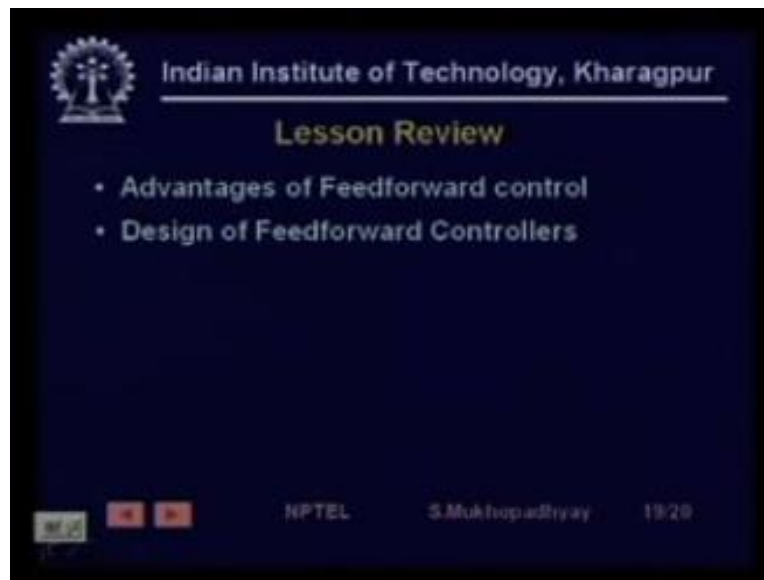 Indian Institute of Technology, Kharagpur
Lesson Review
• Advantages of Feedforward control
• Design of Feedforward Controllers
NPTEL S.Mukhopadhyay 19/20